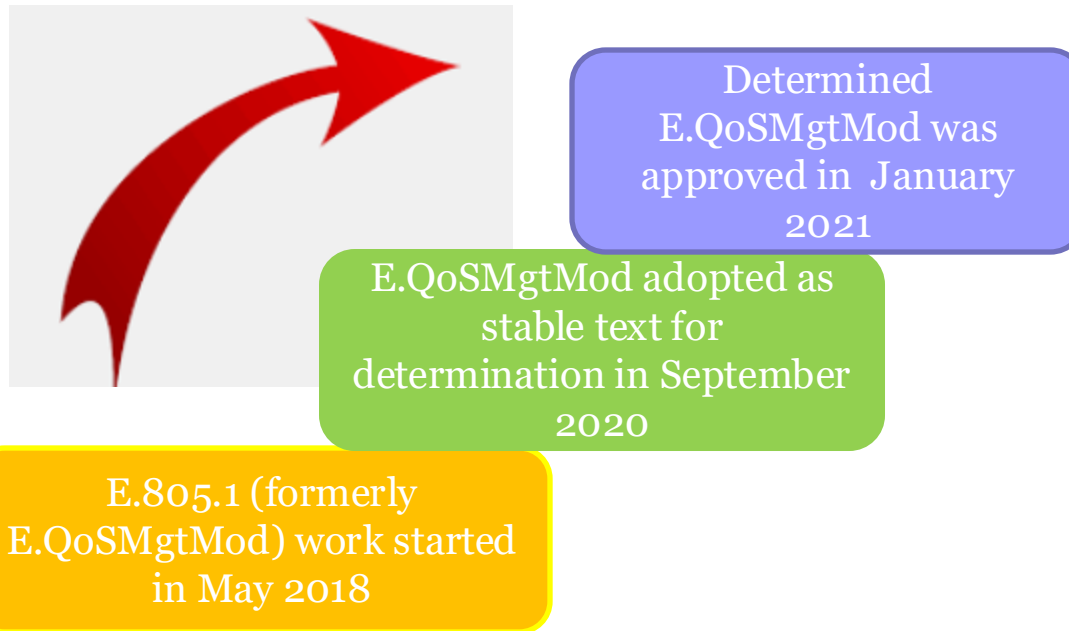 Determined
E.QoSMgtMod was
approved in  January
2021
E.QoSMgtMod adopted as
stable text for
determination in September
2020
E.805.1 (formerly
E.QoSMgtMod) work started
in May 2018